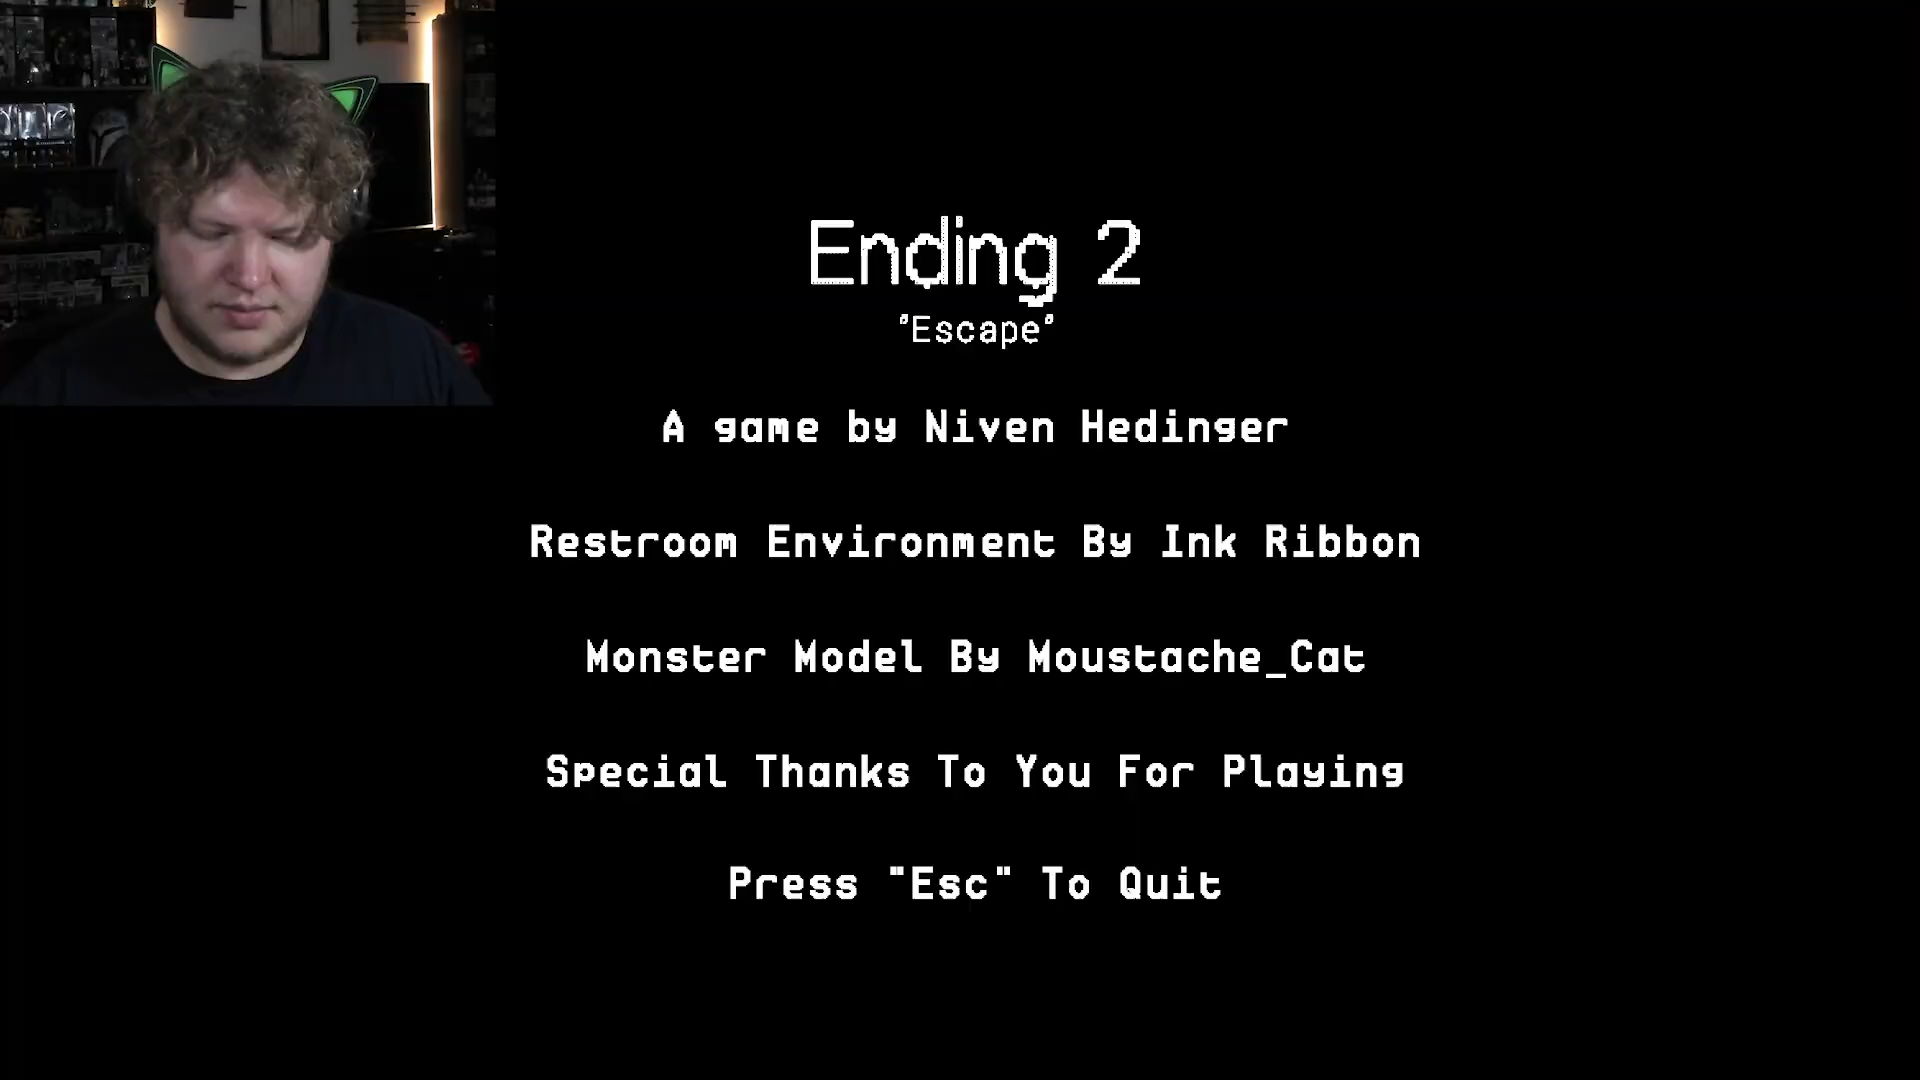 Ending 2
"Escape"
A game by Niven Hedinger
Restroom Environment By Ink Ribbon
Monster Model By Moustache_Cat
Special Thanks To You For Playing
Press "Esc" To Quit